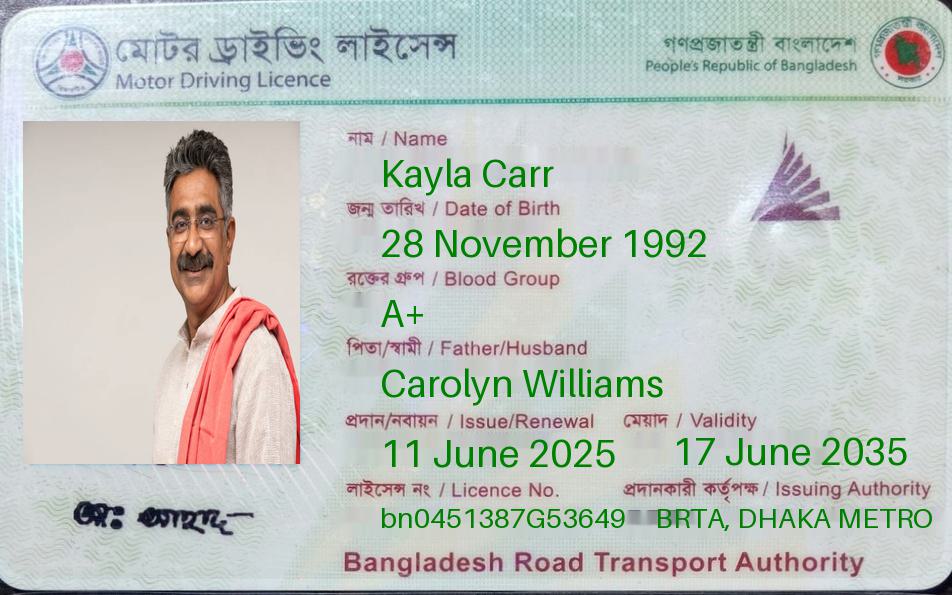 মোটর ড্রাইভিং লাইসেন্স
Motor Driving Licence
গণপ্রজাতন্ত্রী বাংলাদেশ
People's Republic of Bangladesh
নাম / Name
Kayla Carr
জন্ম তারিখ / Date of Birth
28 November 1992
রক্তের গ্রুপ / Blood Group
A+
পিতা/স্বামী / Father/Husband
Carolyn Williams
প্রদান/নবায়ন / Issue/Renewal মেয়াদ / Validity
11 June 2025 17 June 2035
লাইসেন্স নং / Licence No. প্রদানকারী কর্তৃপক্ষ / Issuing Authority
bn0451387G53649 BRTA, DHAKA METRO
Bangladesh Road Transport Authority